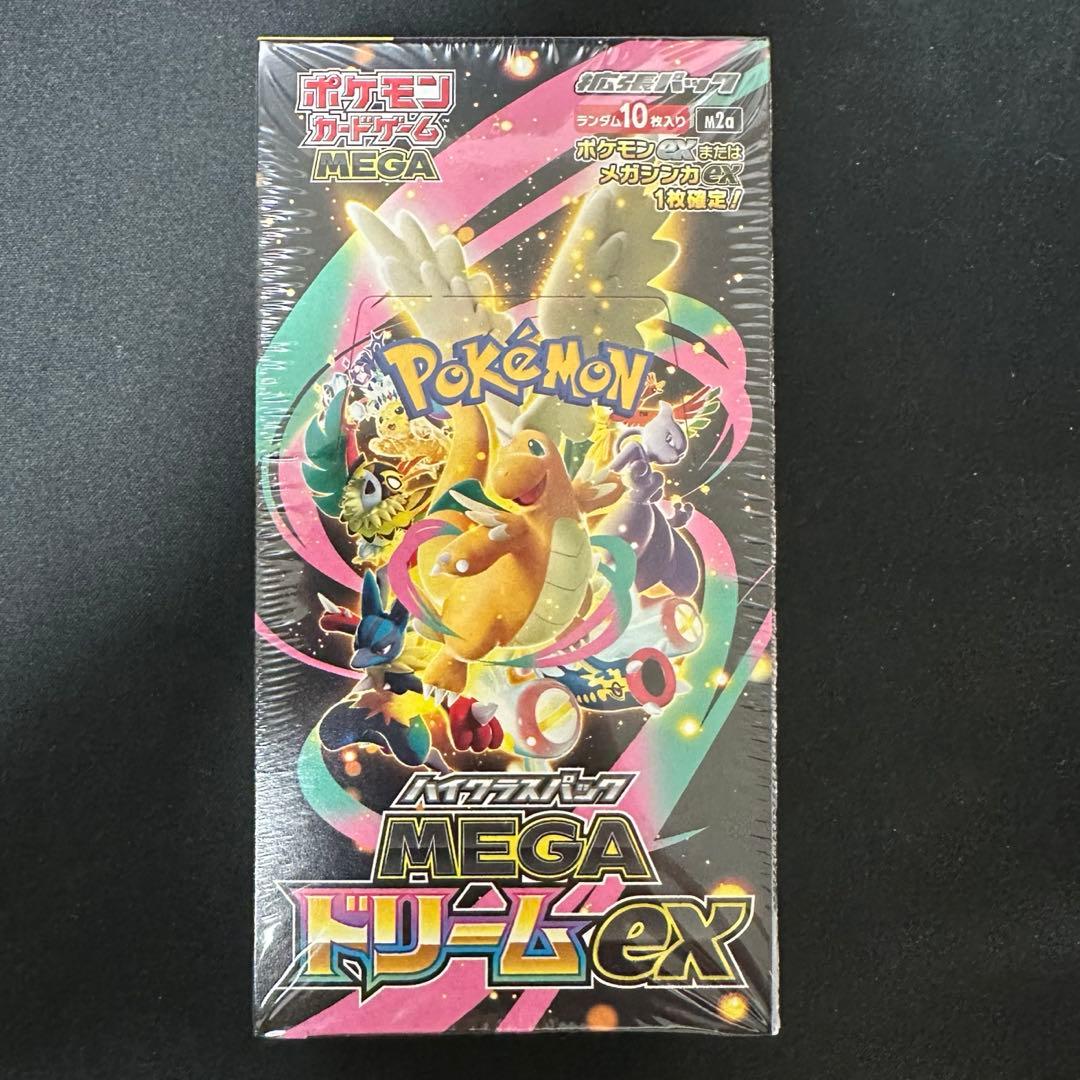 ポケモン
カードゲーム
MEGA
拡張パック
ランダム10枚入り M2a
ポケモンexまたは
メガシンカex
1枚確定!
POKÉMON
ハイクラスパック
MEGA
ドリームex